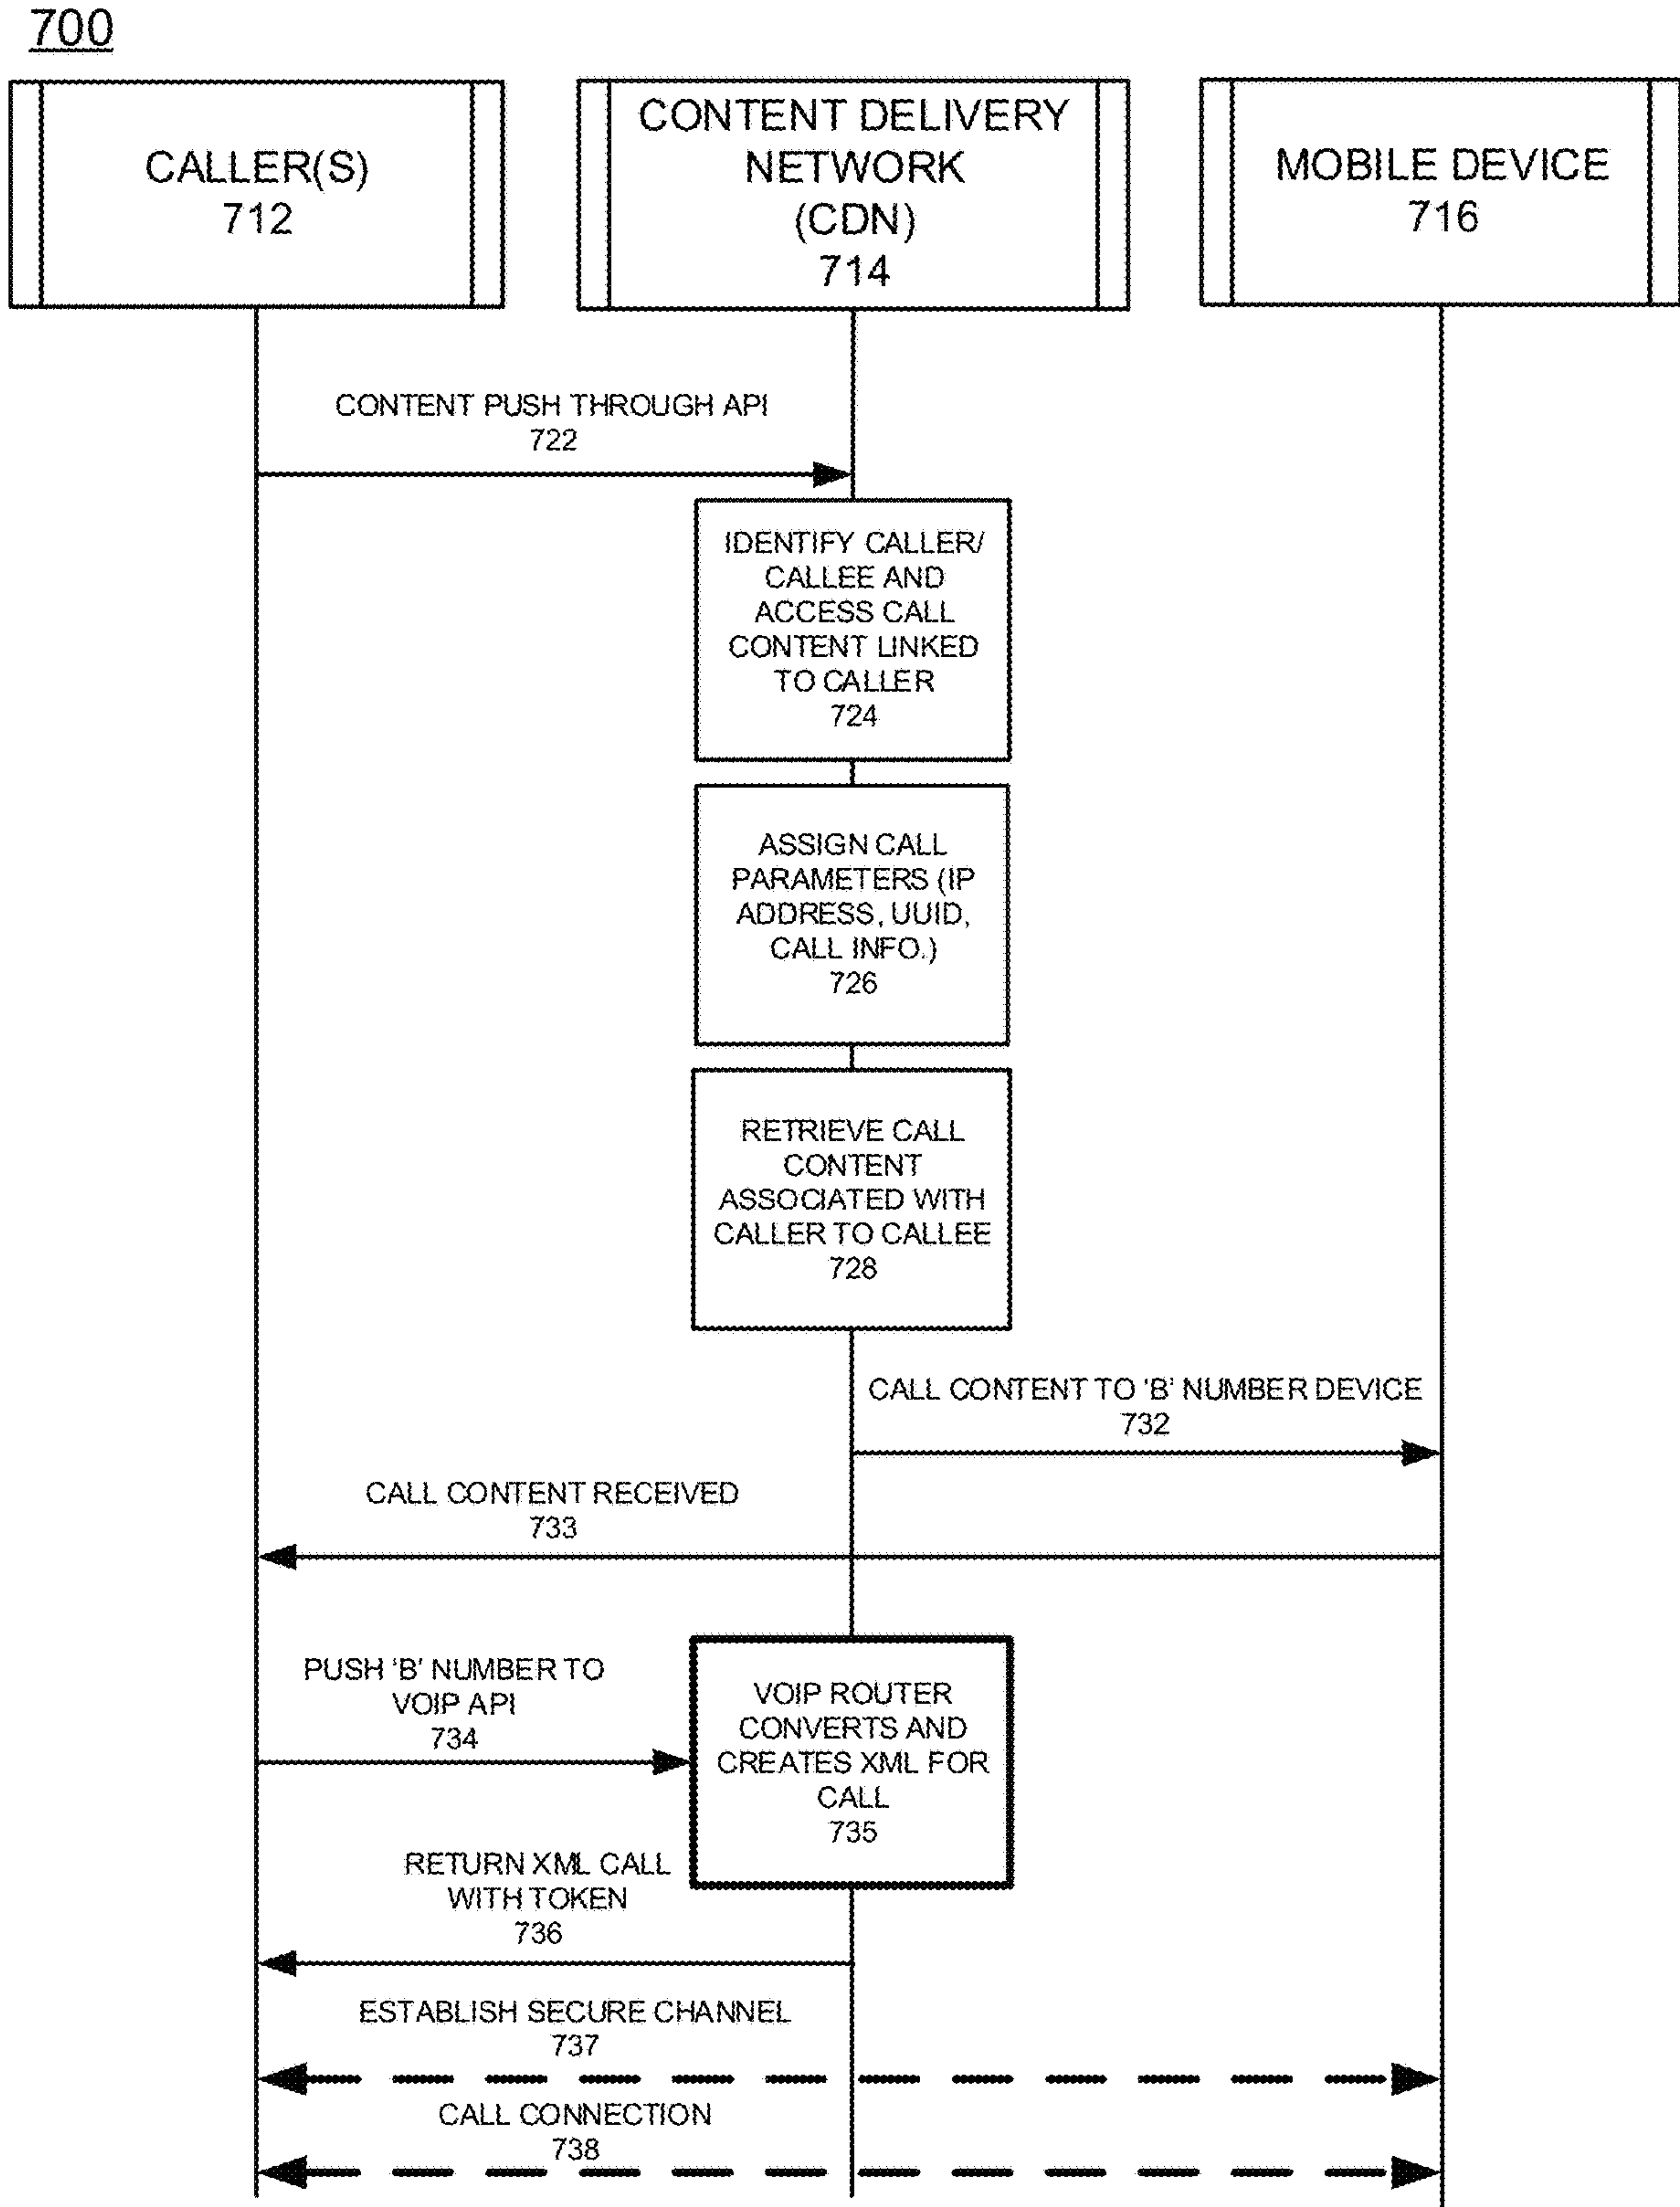 700
CALLER(S)
712
CONTENT DELIVERY
NETWORK
(CDN)
714
MOBILE DEVICE
716
CONTENT PUSH THROUGH API
722
IDENTIFY CALLER/
CALLEE AND
ACCESS CALL
CONTENT LINKED
TO CALLER
724
ASSIGN CALL
PARAMETERS (IP
ADDRESS, UUID,
CALL INFO.)
726
RETRIEVE CALL
CONTENT
ASSOCIATED WITH
CALLER TO CALLEE
728
CALL CONTENT TO 'B' NUMBER DEVICE
732
CALL CONTENT RECEIVED
733
PUSH 'B' NUMBER TO
VOIP API
734
VOIP ROUTER
CONVERTS AND
CREATES XML FOR
CALL
735
RETURN XML CALL
WITH TOKEN
736
ESTABLISH SECURE CHANNEL
737
CALL CONNECTION
738